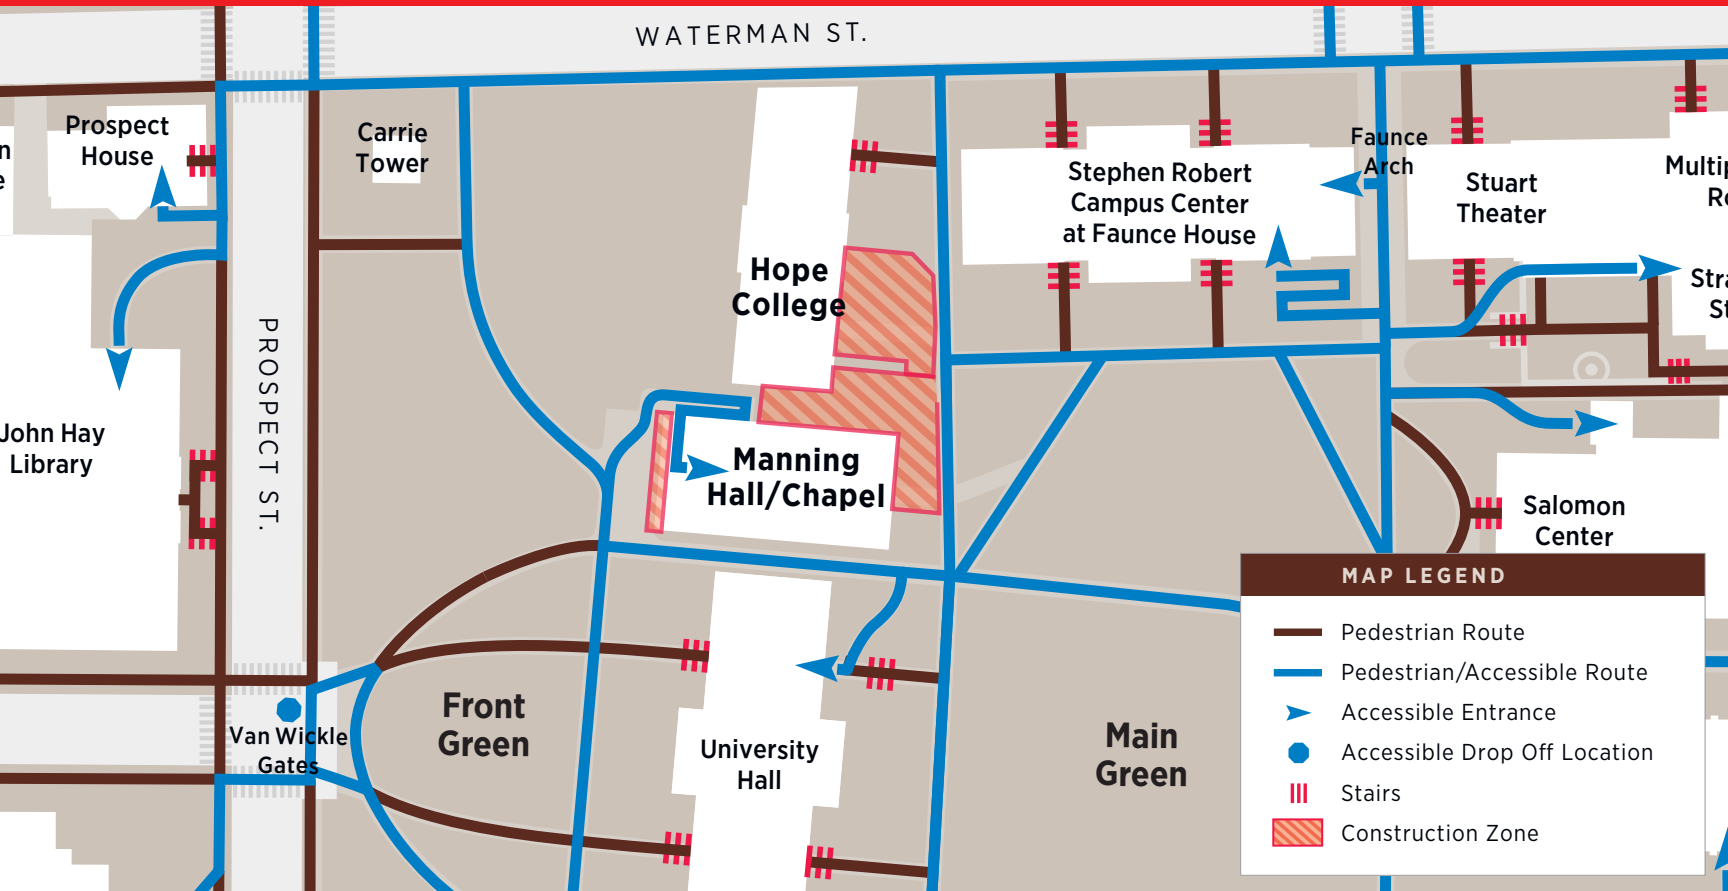 WATERMAN ST.
Prospect
House
Carrie
Tower
Faunce
Arch
Stephen Robert
Campus Center
at Faunce House
Stuart
Theater
Hope
College
PROSPECT ST.
John Hay
Library
Manning
Hall/Chapel
Salomon
Center
Van Wickle
Gates
Front
Green
University
Hall
Main
Green
MAP LEGEND
Pedestrian Route
Pedestrian/Accessible Route
Accessible Entrance
Accessible Drop Off Location
Stairs
Construction Zone